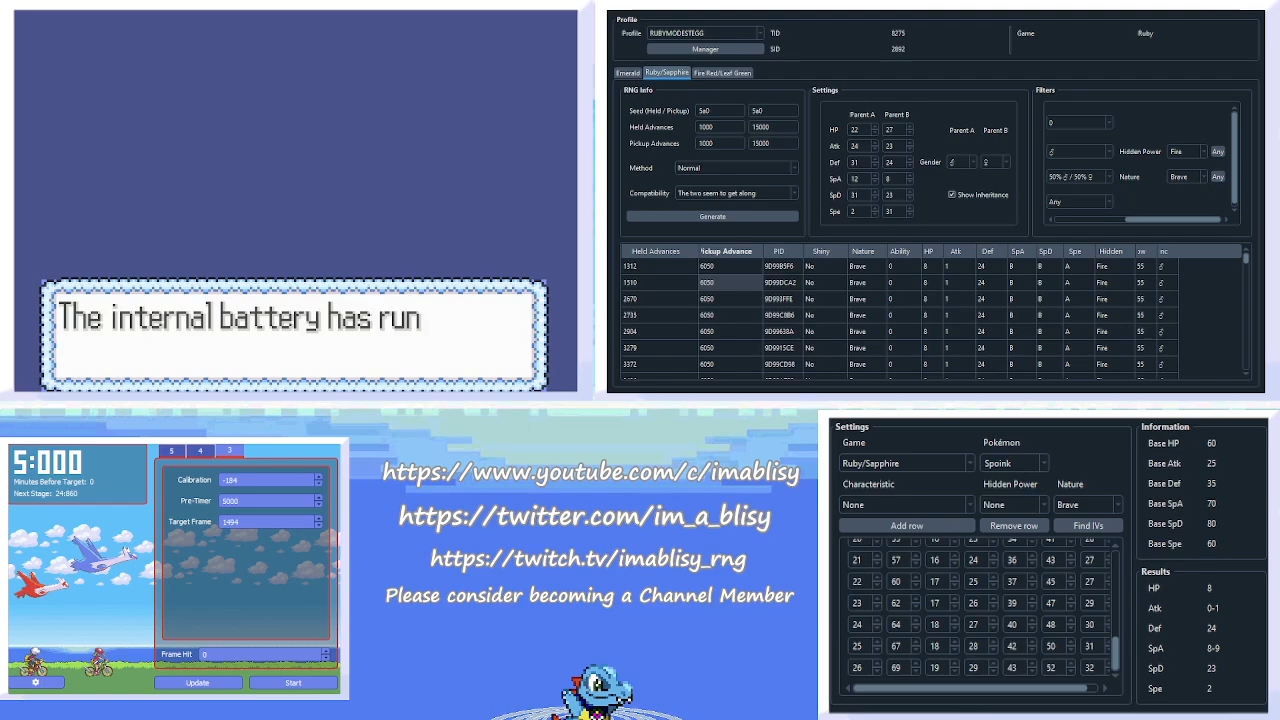 The internal battery has run
Profile
Profile RUBYMODESTEGG TID 8275 Game Ruby
Manager SID 2892
Emerald Ruby/Sapphire Fire Red/Leaf Green
RNG Info
Seed (Held / Pickup) 5a0 5a0
Held Advances 1000 15000
Pickup Advances 1000 15000
Method Normal
Compatibility The two seem to get along
Generate
Settings
Parent A Parent B
HP 22 27
Atk 24 23
Def 31 24
SpA 12 8
SpD 31 23
Spe 2 31
Parent A Parent B
Gender ♂ ♀
Show Inheritance
Filters
0
♂ Hidden Power Fire Any
50% ♂ / 50% ♀ Nature Brave Any
Any
Held Advances Pickup Advance PID Shiny Nature Ability HP Atk Def SpA SpD Spe Hidden
1312 6050 9D99B5F6 No Brave 0 8 1 24 B B A Fire 55 ♂
1510 6050 9D99DCA2 No Brave 0 8 1 24 B B A Fire 55 ♂
2670 6050 9D993FFE No Brave 0 8 1 24 B B A Fire 55 ♂
2735 6050 9D99C8B6 No Brave 0 8 1 24 B B A Fire 55 ♂
2904 6050 9D99638A No Brave 0 8 1 24 B B A Fire 55 ♂
3279 6050 9D9915CE No Brave 0 8 1 24 B B A Fire 55 ♂
3372 6050 9D99CD98 No Brave 0 8 1 24 B B A Fire 55 ♂
5:000
Minutes Before Target: 0
Next Stage: 24:860
5 4 3
Calibration -184
Pre-Timer 5000
Target Frame 1494
Frame Hit 0
Update Start
https://www.youtube.com/c/imablisy
https://twitter.com/im_a_blisy
https://twitch.tv/imablisy_rng
Please consider becoming a Channel Member
Settings
Game Pokémon
Ruby/Sapphire Spoink
Characteristic Hidden Power Nature
None None Brave
Add row Remove row Find IVs
21 57 16 24 36 43 27
22 60 17 25 37 45 27
23 62 17 26 39 47 29
24 64 18 27 40 48 30
25 67 18 28 42 50 31
26 69 19 29 43 52 32
Information
Base HP 60
Base Atk 25
Base Def 35
Base SpA 70
Base SpD 80
Base Spe 60
Results
HP 8
Atk 0-1
Def 24
SpA 8-9
SpD 23
Spe 2